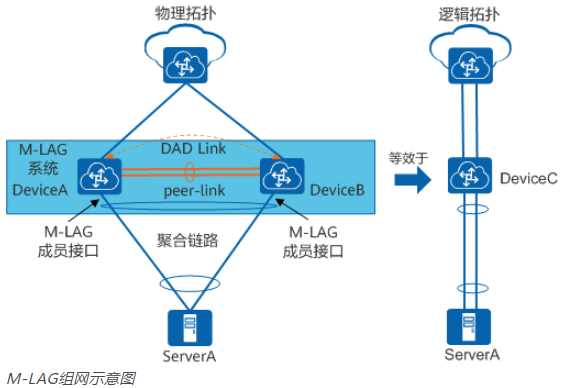 物理拓扑
逻辑拓扑
M-LAG
系统
DAD Link
等效于
DeviceA
peer-link
DeviceB
DeviceC
M-LAG
成员接口
聚合链路
M-LAG
成员接口
ServerA
ServerA
M-LAG组网示意图